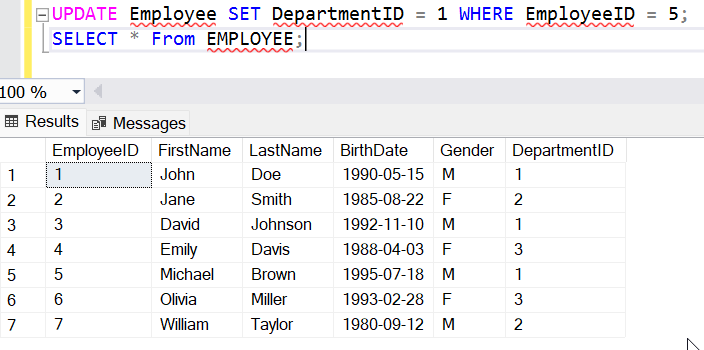 UPDATE Employee SET DepartmentID = 1 WHERE EmployeeID = 5;
SELECT * From EMPLOYEE;
100 %
Results Messages
EmployeeID FirstName LastName BirthDate Gender DepartmentID
1 1 John Doe 1990-05-15 M 1
2 2 Jane Smith 1985-08-22 F 2
3 3 David Johnson 1992-11-10 M 1
4 4 Emily Davis 1988-04-03 F 3
5 5 Michael Brown 1995-07-18 M 1
6 6 Olivia Miller 1993-02-28 F 3
7 7 William Taylor 1980-09-12 M 2